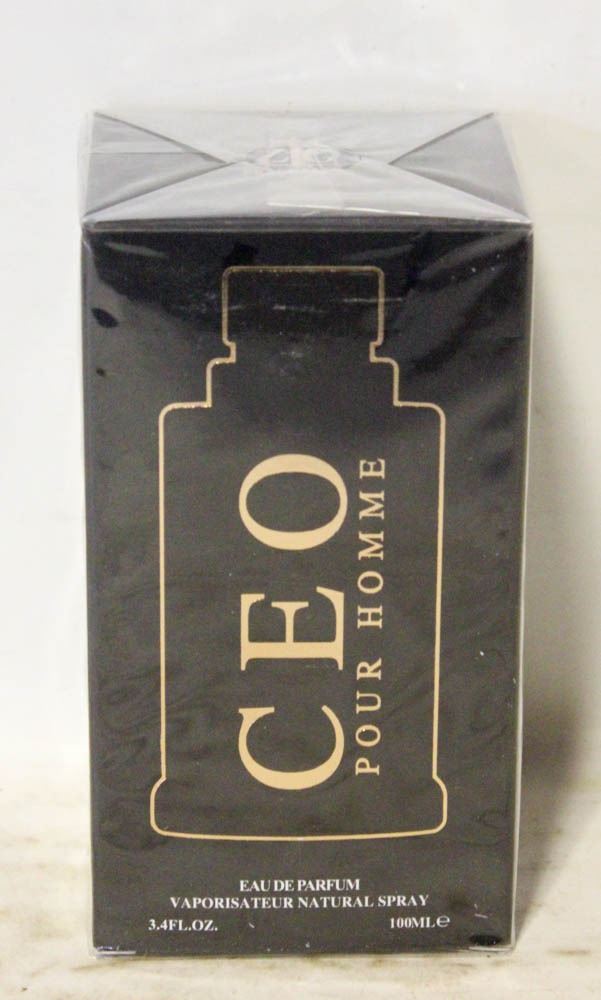 CEO
POUR HOMME
EAU DE PARFUM
VAPORISATEUR NATURAL SPRAY
3.4FL.OZ. 100ML℮